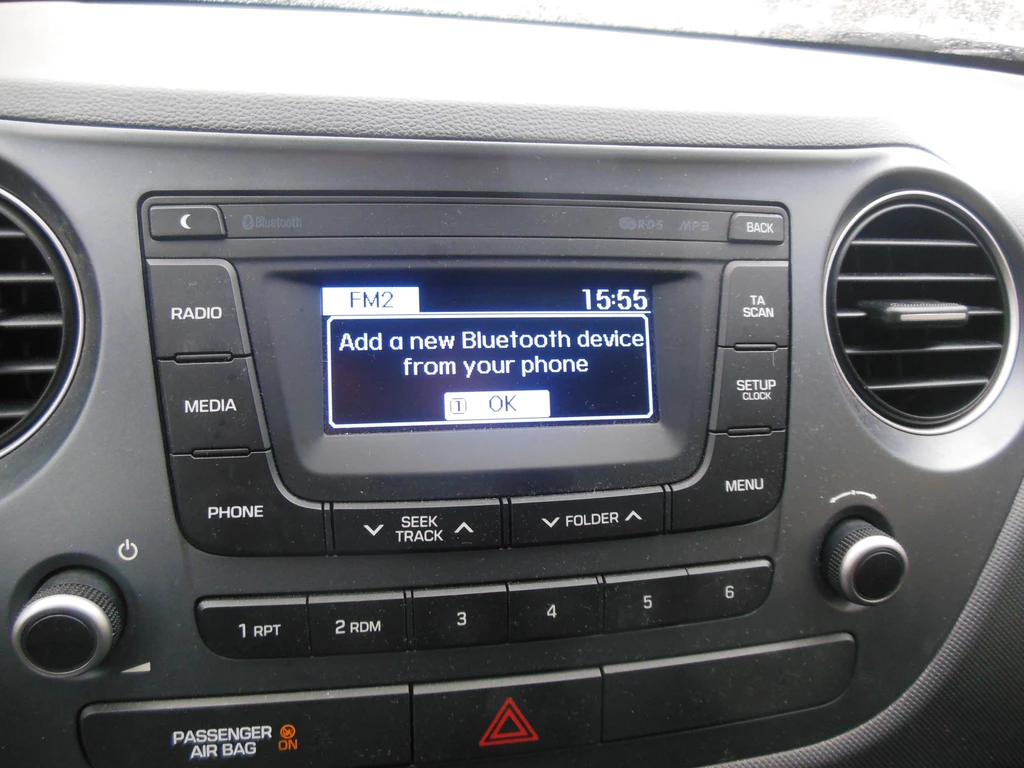 Bluetooth
RDS MP3
BACK
RADIO
FM2 15:55
TA
SCAN
Add a new Bluetooth device
from your phone
1 OK
MEDIA
SETUP
CLOCK
PHONE
SEEK
TRACK
FOLDER
MENU
1 RPT
2 RDM
3
4
5
6
PASSENGER
AIR BAG
ON